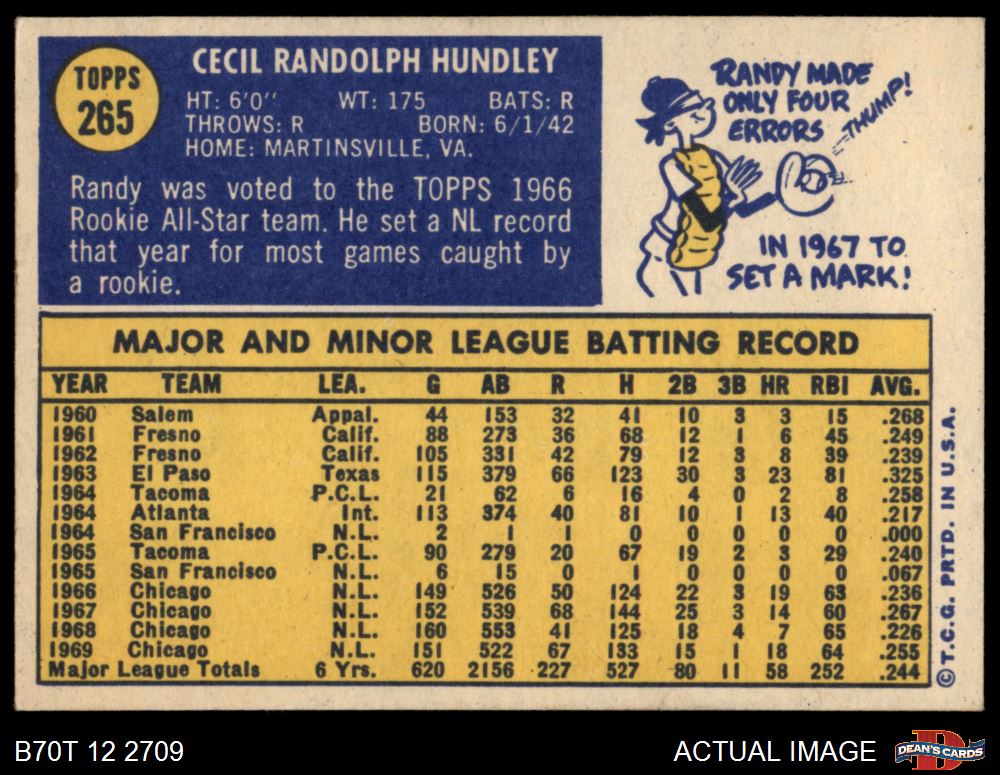 TOPPS
265
CECIL RANDOLPH HUNDLEY
HT: 6'0'' WT: 175 BATS: R
THROWS: R BORN: 6/1/42
HOME: MARTINSVILLE, VA.
Randy was voted to the TOPPS 1966
Rookie All-Star team. He set a NL record
that year for most games caught by
a rookie.
RANDY MADE
ONLY FOUR
ERRORS
THUMP!
IN 1967 TO
SET A MARK!
MAJOR AND MINOR LEAGUE BATTING RECORD
YEAR TEAM LEA. G AB R H 2B 3B HR RBI AVG.
1960 Salem Appal. 44 153 32 41 10 3 3 15 .268
1961 Fresno Calif. 88 273 36 68 12 1 6 45 .249
1962 Fresno Calif. 105 331 42 79 12 3 8 39 .239
1963 El Paso Texas 115 379 66 123 30 3 23 81 .325
1964 Tacoma P.C.L. 21 62 6 16 4 0 2 8 .258
1964 Atlanta Int. 113 374 40 81 10 1 13 40 .217
1964 San Francisco N.L. 2 1 1 0 0 0 0 0 .000
1965 Tacoma P.C.L. 90 279 20 67 19 2 3 29 .240
1965 San Francisco N.L. 6 15 0 1 0 0 0 0 .067
1966 Chicago N.L. 149 526 50 124 22 3 19 63 .236
1967 Chicago N.L. 152 539 68 144 25 3 14 60 .267
1968 Chicago N.L. 160 553 41 125 18 4 7 65 .226
1969 Chicago N.L. 151 522 67 133 15 1 18 64 .255
Major League Totals 6 Yrs. 620 2156 227 527 80 11 58 252 .244
©T.C.G. PRTD. IN U.S.A.
B70T 12 2709
ACTUAL IMAGE
DEAN'S CARDS